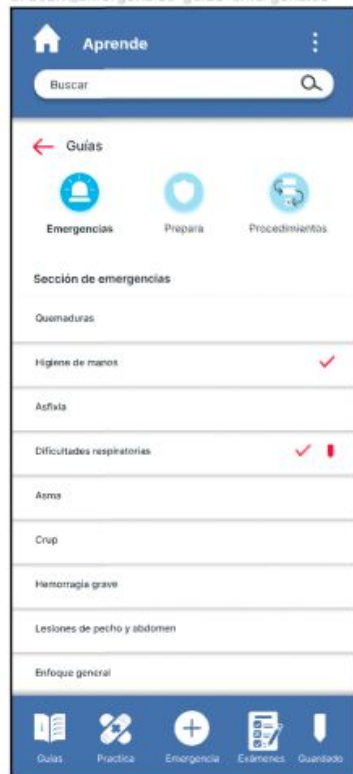 Aprende
Buscar
Guías
Emergencias Prepara Procedimientos
Sección de emergencias
Quemaduras
Higiene de manos
Asfixia
Dificultades respiratorias
Asma
Crup
Hemorragia grave
Lesiones de pecho y abdomen
Enfoque general
Guías Practica Emergencia Exámenes Guardado